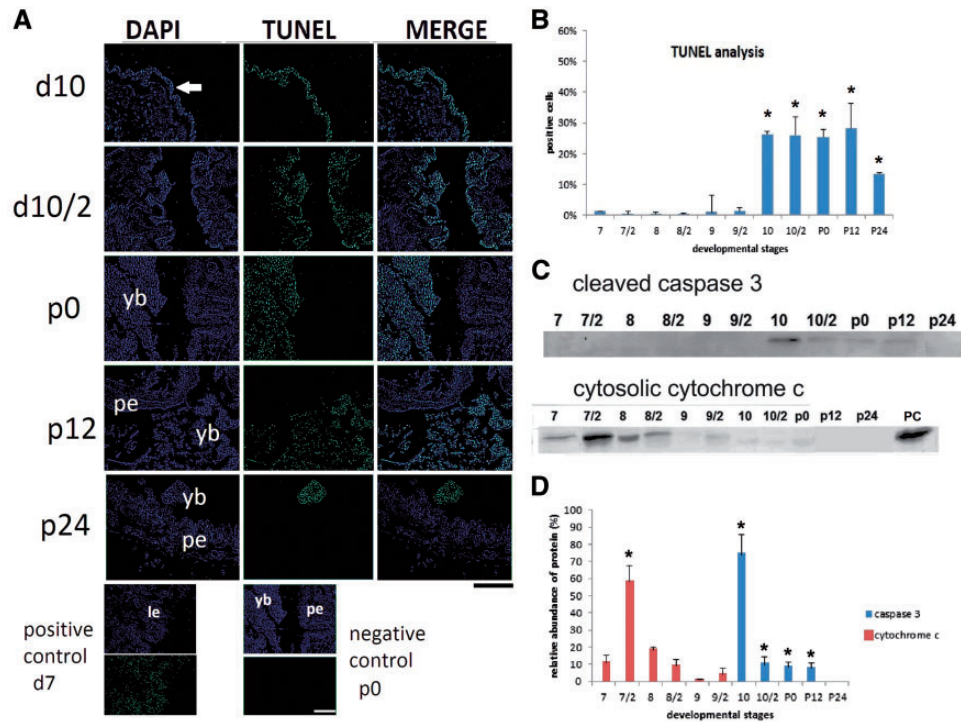 A
DAPI TUNEL MERGE
d10
d10/2
p0
yb
p12
pe
yb
p24
yb
pe
positive
control
d7
le
yb pe
negative
control
p0
B
TUNEL analysis
positive cells
60%
50%
40%
30%
20%
10%
0%
* * * * *
7 7/2 8 8/2 9 9/2 10 10/2 P0 P12 P24
developmental stages
C
cleaved caspase 3
7 7/2 8 8/2 9 9/2 10 10/2 p0 p12 p24
cytosolic cytochrome c
7 7/2 8 8/2 9 9/2 10 10/2 p0 p12 p24 PC
D
relative abundance of protein (%)
100
90
80
70
60
50
40
30
20
10
0
* * * * *
caspase 3
cytochrome c
7 7/2 8 8/2 9 9/2 10 10/2 P0 P12 P24
developmental stages